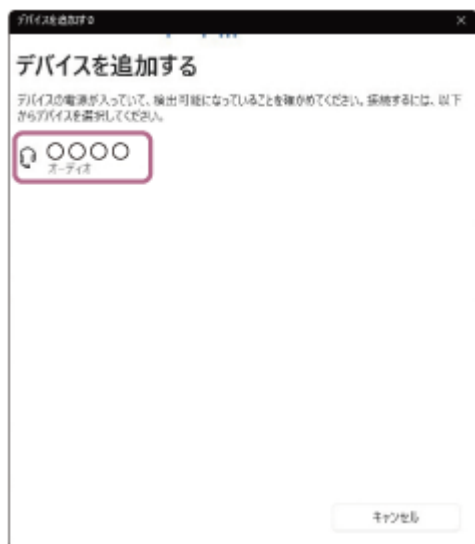 デバイスを追加する
デバイスを追加する
デバイスの電源が入っていて、検出可能になっていることを確かめてください。接続するには、以下
からデバイスを選択してください。
○○○○
オーディオ
キャンセル